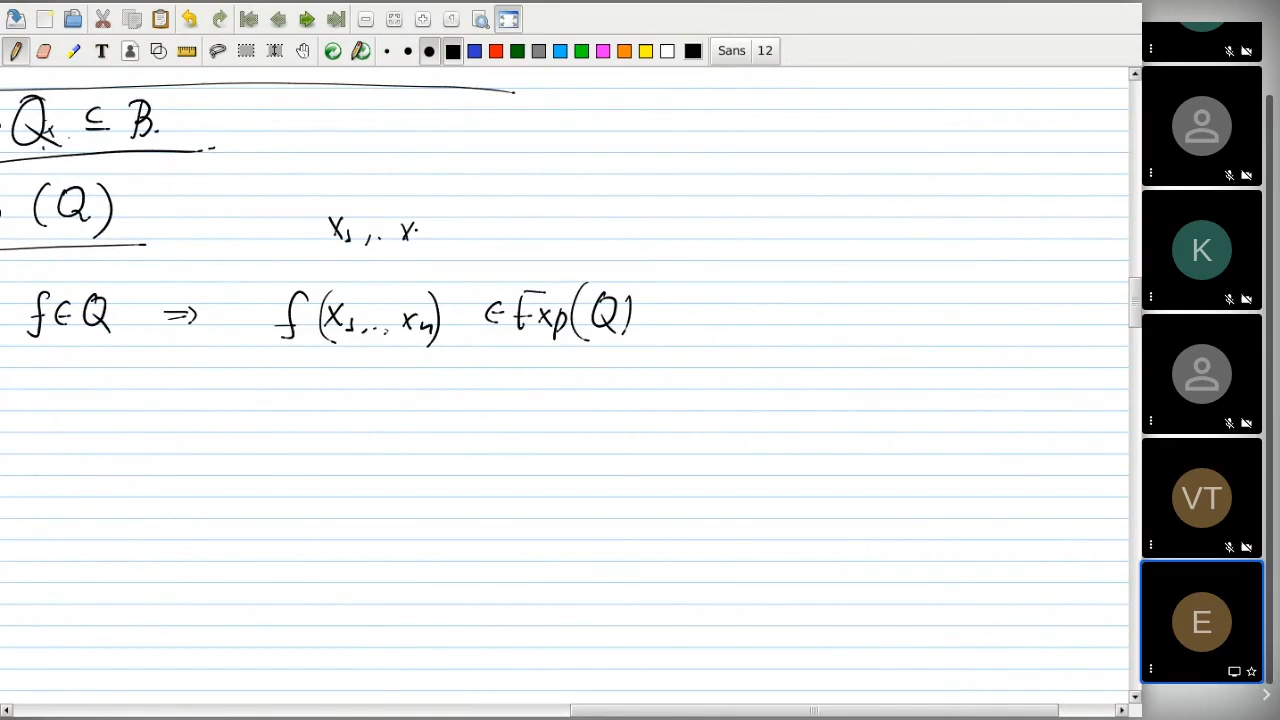 Sans 12
Q ⊆ B.
(Q)
x₁ , . . x
f ∈ Q ⇒ f(x₁, .., xₙ) ∈ Exp(Q)
K
VT
E